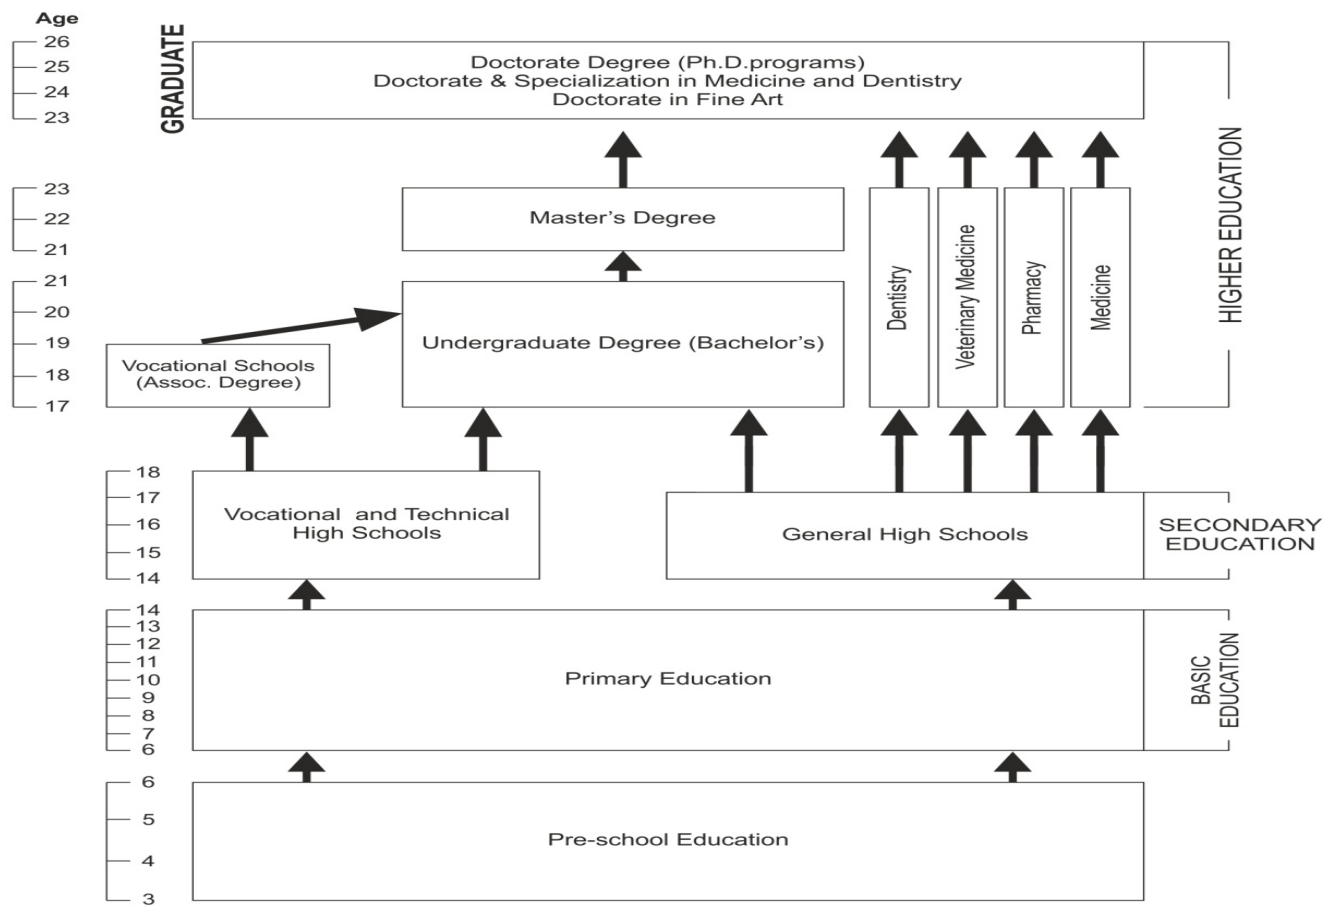 Age
26
25
24
23
GRADUATE
Doctorate Degree (Ph.D.programs)
Doctorate & Specialization in Medicine and Dentistry
Doctorate in Fine Art
HIGHER EDUCATION
23
22
21
Master's Degree
21
20
19
18
17
Vocational Schools
(Assoc. Degree)
Undergraduate Degree (Bachelor's)
Dentistry
Veterinary Medicine
Pharmacy
Medicine
18
17
16
15
14
Vocational and Technical
High Schools
General High Schools
SECONDARY
EDUCATION
14
13
12
11
10
9
8
7
6
Primary Education
BASIC
EDUCATION
6
5
4
3
Pre-school Education